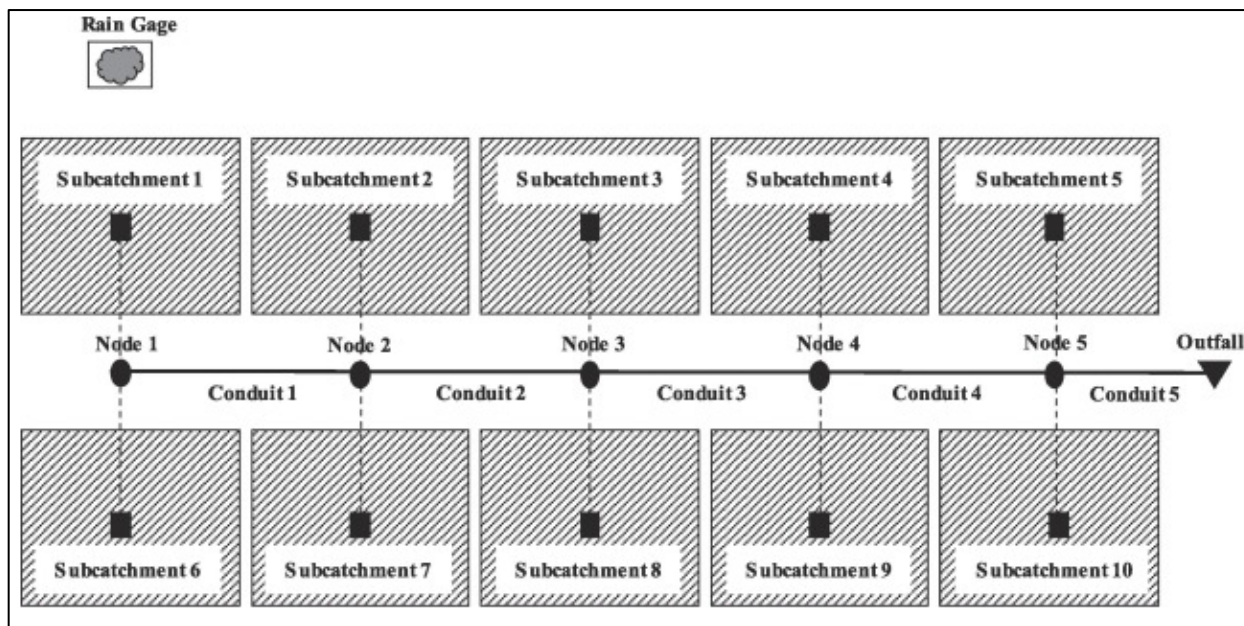 Rain Gage
Subcatchment 1
Subcatchment 2
Subcatchment 3
Subcatchment 4
Subcatchment 5
Node 1
Node 2
Node 3
Node 4
Node 5
Outfall
Conduit 1
Conduit 2
Conduit 3
Conduit 4
Conduit 5
Subcatchment 6
Subcatchment 7
Subcatchment 8
Subcatchment 9
Subcatchment 10